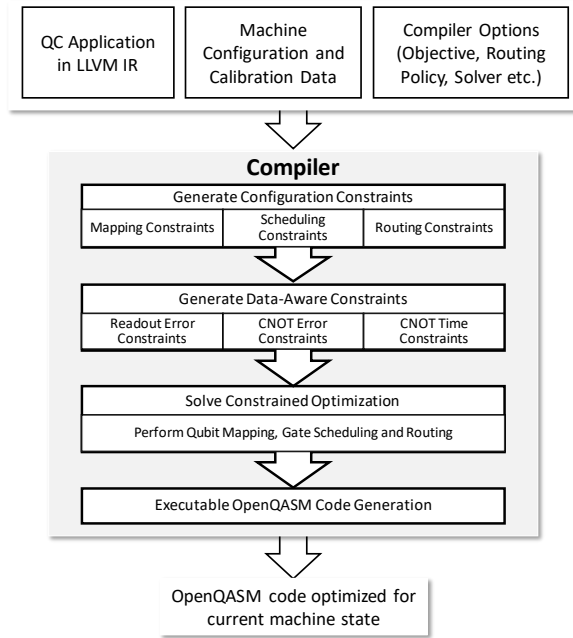 QC Application
in LLVM IR
Machine
Configuration and
Calibration Data
Compiler Options
(Objective, Routing
Policy, Solver etc.)
Compiler
Generate Configuration Constraints
Mapping Constraints
Scheduling
Constraints
Routing Constraints
Generate Data-Aware Constraints
Readout Error
Constraints
CNOT Error
Constraints
CNOT Time
Constraints
Solve Constrained Optimization
Perform Qubit Mapping, Gate Scheduling and Routing
Executable OpenQASM Code Generation
OpenQASM code optimized for
current machine state